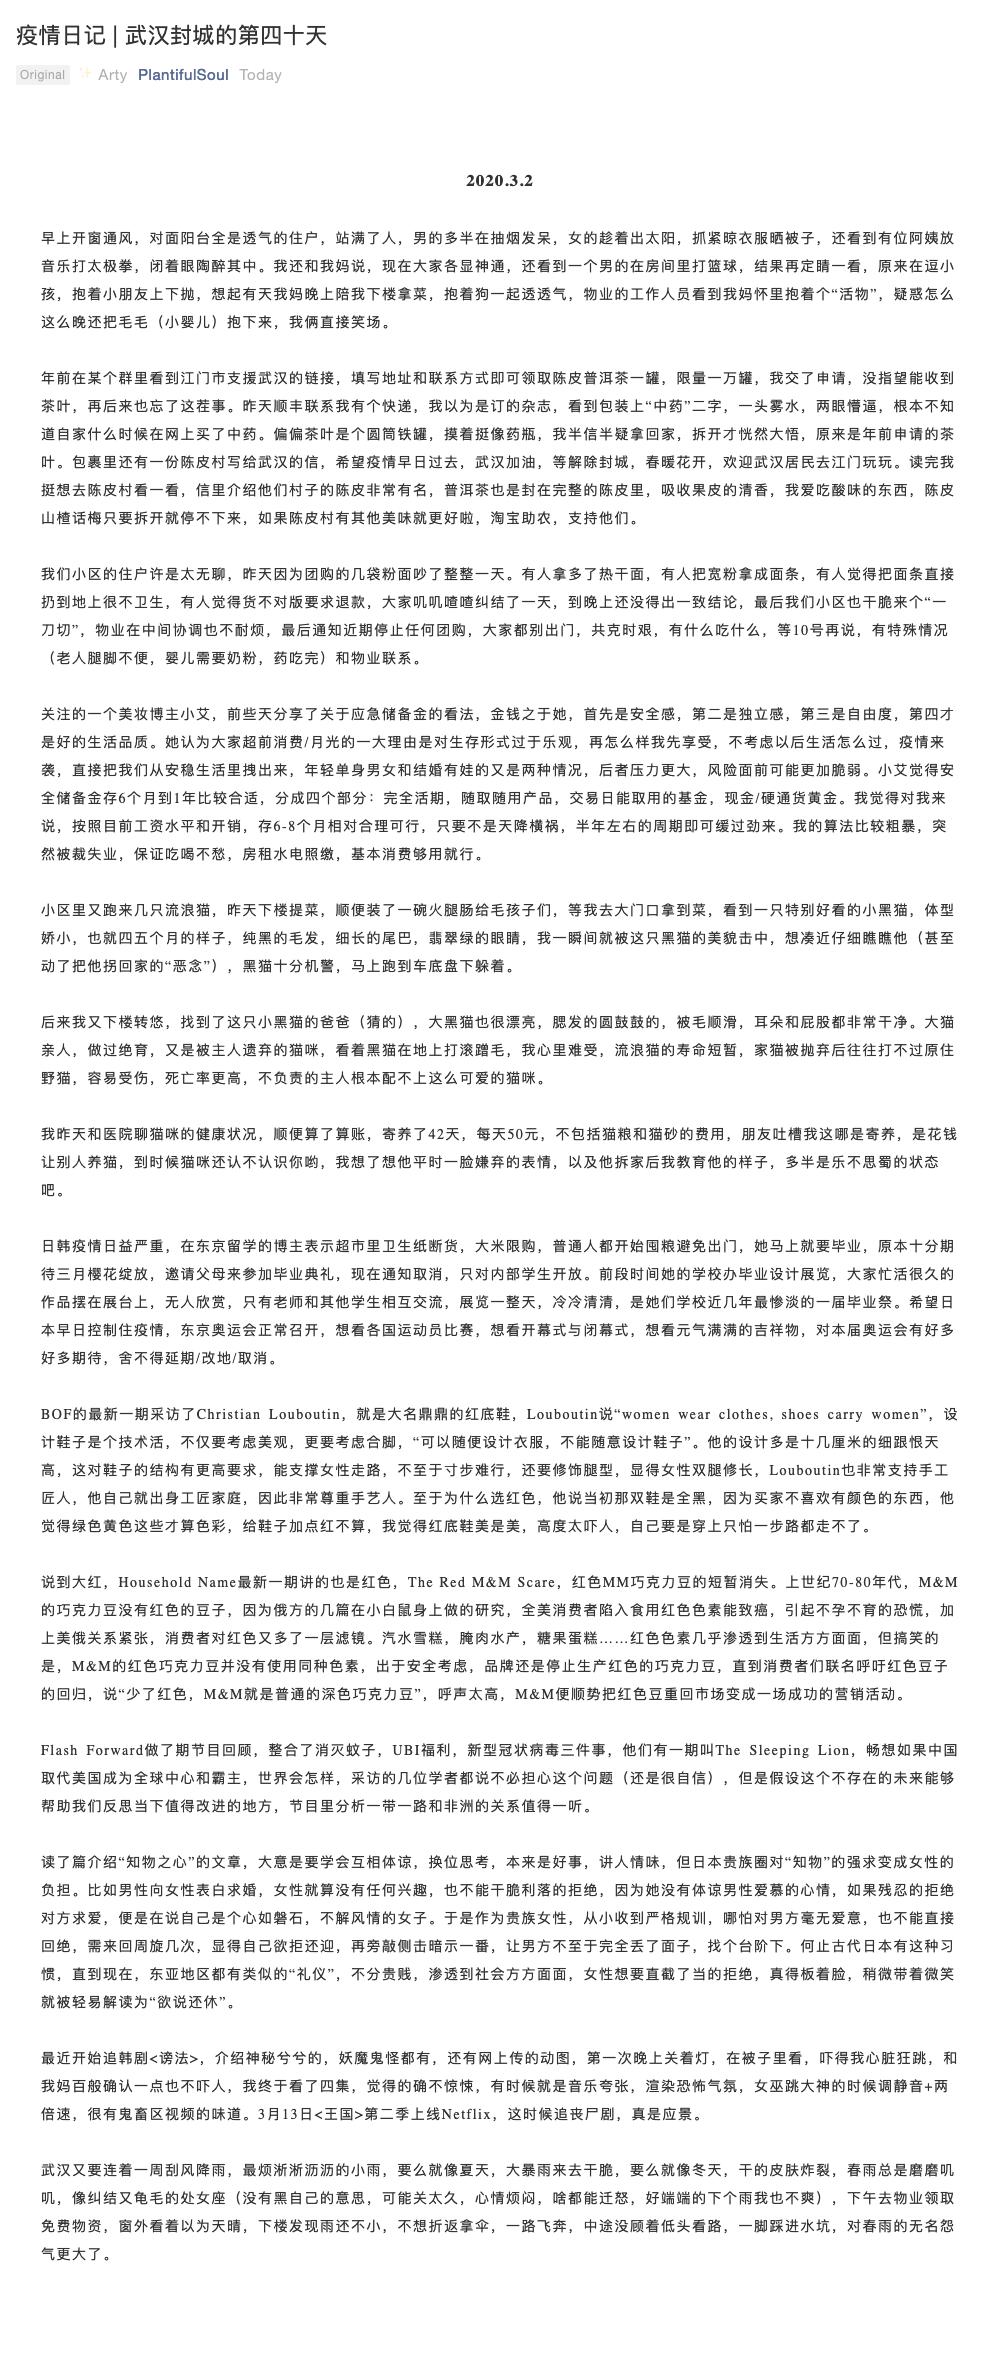 疫情日记 | 武汉封城的第四十天
Original ✨ Arty PlantifulSoul Today
2020.3.2
早上开窗通风，对面阳台全是透气的住户，站满了人，男的多半在抽烟发呆，女的趁着出太阳，抓紧晾衣服晒被子，还看到有位阿姨放
音乐打太极拳，闭着眼陶醉其中。我还和我妈说，现在大家各显神通，还看到一个男的在房间里打篮球，结果再定睛一看，原来在逗小
孩，抱着小朋友上下抛，想起有天我妈晚上陪我下楼拿菜，抱着狗一起透透气，物业的工作人员看到我妈怀里抱着个“活物”，疑惑怎么
这么晚还把毛毛（小婴儿）抱下来，我俩直接笑场。
年前在某个群里看到江门市支援武汉的链接，填写地址和联系方式即可领取陈皮普洱茶一罐，限量一万罐，我交了申请，没指望能收到
茶叶，再后来也忘了这茬事。昨天顺丰联系我有个快递，我以为是订的杂志，看到包装上“中药”二字，一头雾水，两眼懵逼，根本不知
道自家什么时候在网上买了中药。偏偏茶叶是个圆筒铁罐，摸着挺像药瓶，我半信半疑拿回家，拆开才恍然大悟，原来是年前申请的茶
叶。包裹里还有一份陈皮村写给武汉的信，希望疫情早日过去，武汉加油，等解除封城，春暖花开，欢迎武汉居民去江门玩玩。读完我
挺想去陈皮村看一看，信里介绍他们村子的陈皮非常有名，普洱茶也是封在完整的陈皮里，吸收果皮的清香，我爱吃酸味的东西，陈皮
山楂话梅只要拆开就停不下来，如果陈皮村有其他美味就更好啦，淘宝助农，支持他们。
我们小区的住户许是太无聊，昨天因为团购的几袋粉面吵了整整一天。有人拿多了热干面，有人把宽粉拿成面条，有人觉得把面条直接
扔到地上很不卫生，有人觉得货不对版要求退款，大家叽叽喳喳纠结了一天，到晚上还没得出一致结论，最后我们小区也干脆来个“一
刀切”，物业在中间协调也不耐烦，最后通知近期停止任何团购，大家都别出门，共克时艰，有什么吃什么，等10号再说，有特殊情况
（老人腿脚不便，婴儿需要奶粉，药吃完）和物业联系。
关注的一个美妆博主小艾，前些天分享了关于应急储备金的看法，金钱之于她，首先是安全感，第二是独立感，第三是自由度，第四才
是好的生活品质。她认为大家超前消费/月光的一大理由是对生存形式过于乐观，再怎么样我先享受，不考虑以后生活怎么过，疫情来
袭，直接把我们从安稳生活里拽出来，年轻单身男女和结婚有娃的又是两种情况，后者压力更大，风险面前可能更加脆弱。小艾觉得安
全储备金存6个月到1年比较合适，分成四个部分：完全活期，随取随用产品，交易日能取用的基金，现金/硬通货黄金。我觉得对我来
说，按照目前工资水平和开销，存6-8个月相对合理可行，只要不是天降横祸，半年左右的周期即可缓过劲来。我的算法比较粗暴，突
然被裁失业，保证吃喝不愁，房租水电照缴，基本消费够用就行。
小区里又跑来几只流浪猫，昨天下楼提菜，顺便装了一碗火腿肠给毛孩子们，等我去大门口拿到菜，看到一只特别好看的小黑猫，体型
娇小，也就四五个月的样子，纯黑的毛发，细长的尾巴，翡翠绿的眼睛，我一瞬间就被这只黑猫的美貌击中，想凑近仔细瞧瞧他（甚至
动了把他拐回家的“恶念”），黑猫十分机警，马上跑到车底盘下躲着。
后来我又下楼转悠，找到了这只小黑猫的爸爸（猜的），大黑猫也很漂亮，腮发的圆鼓鼓的，被毛顺滑，耳朵和屁股都非常干净。大猫
亲人，做过绝育，又是被主人遗弃的猫咪，看着黑猫在地上打滚蹭毛，我心里难受，流浪猫的寿命短暂，家猫被抛弃后往往打不过原住
野猫，容易受伤，死亡率更高，不负责的主人根本配不上这么可爱的猫咪。
我昨天和医院聊猫咪的健康状况，顺便算了算账，寄养了42天，每天50元，不包括猫粮和猫砂的费用，朋友吐槽我这哪是寄养，是花钱
让别人养猫，到时候猫咪还认不认识你哟，我想了想他平时一脸嫌弃的表情，以及他拆家后我教育他的样子，多半是乐不思蜀的状态
吧。
日韩疫情日益严重，在东京留学的博主表示超市里卫生纸断货，大米限购，普通人都开始囤粮避免出门，她马上就要毕业，原本十分期
待三月樱花绽放，邀请父母来参加毕业典礼，现在通知取消，只对内部学生开放。前段时间她的学校办毕业设计展览，大家忙活很久的
作品摆在展台上，无人欣赏，只有老师和其他学生相互交流，展览一整天，冷冷清清，是她们学校近几年最惨淡的一届毕业祭。希望日
本早日控制住疫情，东京奥运会正常召开，想看各国运动员比赛，想看开幕式与闭幕式，想看元气满满的吉祥物，对本届奥运会有好多
好多期待，舍不得延期/改地/取消。
BOF的最新一期采访了Christian Louboutin，就是大名鼎鼎的红底鞋，Louboutin说“women wear clothes, shoes carry women”，设
计鞋子是个技术活，不仅要考虑美观，更要考虑合脚，“可以随便设计衣服，不能随意设计鞋子”。他的设计多是十几厘米的细跟恨天
高，这对鞋子的结构有更高要求，能支撑女性走路，不至于寸步难行，还要修饰腿型，显得女性双腿修长，Louboutin也非常支持手工
匠人，他自己就出身工匠家庭，因此非常尊重手艺人。至于为什么选红色，他说当初那双鞋是全黑，因为买家不喜欢有颜色的东西，他
觉得绿色黄色这些才算色彩，给鞋子加点红不算，我觉得红底鞋美是美，高度太吓人，自己要是穿上只怕一步路都走不了。
说到大红，Household Name最新一期讲的也是红色，The Red M&M Scare，红色MM巧克力豆的短暂消失。上世纪70-80年代，M&M
的巧克力豆没有红色的豆子，因为俄方的几篇在小白鼠身上做的研究，全美消费者陷入食用红色色素能致癌，引起不孕不育的恐慌，加
上美俄关系紧张，消费者对红色又多了一层滤镜。汽水雪糕，腌肉水产，糖果蛋糕……红色色素几乎渗透到生活方方面面，但搞笑的
是，M&M的红色巧克力豆并没有使用同种色素，出于安全考虑，品牌还是停止生产红色的巧克力豆，直到消费者们联名呼吁红色豆子
的回归，说“少了红色，M&M就是普通的深色巧克力豆”，呼声太高，M&M便顺势把红色豆重回市场变成一场成功的营销活动。
Flash Forward做了期节目回顾，整合了消灭蚊子，UBI福利，新型冠状病毒三件事，他们有一期叫The Sleeping Lion，畅想如果中国
取代美国成为全球中心和霸主，世界会怎样，采访的几位学者都说不必担心这个问题（还是很自信），但是假设这个不存在的未来能够
帮助我们反思当下值得改进的地方，节目里分析一带一路和非洲的关系值得一听。
读了篇介绍“知物之心”的文章，大意是要学会互相体谅，换位思考，本来是好事，讲人情味，但日本贵族圈对“知物”的强求变成女性的
负担。比如男性向女性表白求婚，女性就算没有任何兴趣，也不能干脆利落的拒绝，因为她没有体谅男性爱慕的心情，如果残忍的拒绝
对方求爱，便是在说自己是个心如磐石，不解风情的女子。于是作为贵族女性，从小收到严格规训，哪怕对男方毫无爱意，也不能直接
回绝，需来回周旋几次，显得自己欲拒还迎，再旁敲侧击暗示一番，让男方不至于完全丢了面子，找个台阶下。何止古代日本有这种习
惯，直到现在，东亚地区都有类似的“礼仪”，不分贵贱，渗透到社会方方面面，女性想要直截了当的拒绝，真得板着脸，稍微带着微笑
就被轻易解读为“欲说还休”。
最近开始追韩剧<谤法>，介绍神秘兮兮的，妖魔鬼怪都有，还有网上传的动图，第一次晚上关着灯，在被子里看，吓得我心脏狂跳，和
我妈百般确认一点也不吓人，我终于看了四集，觉得的确不惊悚，有时候就是音乐夸张，渲染恐怖气氛，女巫跳大神的时候调静音+两
倍速，很有鬼畜区视频的味道。3月13日<王国>第二季上线Netflix，这时候追丧尸剧，真是应景。
武汉又要连着一周刮风降雨，最烦淅淅沥沥的小雨，要么就像夏天，大暴雨来去干脆，要么就像冬天，干的皮肤炸裂，春雨总是磨磨叽
叽，像纠结又龟毛的处女座（没有黑自己的意思，可能关太久，心情烦闷，啥都能迁怒，好端端的下个雨我也不爽），下午去物业领取
免费物资，窗外看着以为天晴，下楼发现雨还不小，不想折返拿伞，一路飞奔，中途没顾着低头看路，一脚踩进水坑，对春雨的无名怨
气更大了。